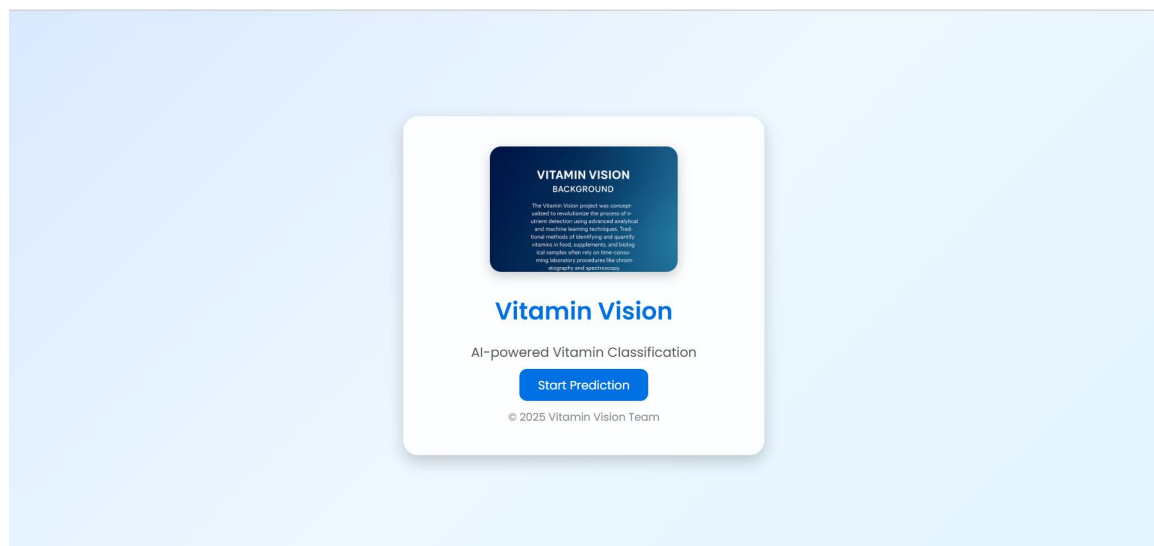 VITAMIN VISION
BACKGROUND
The Vitamin Vision project was concept-
ualized to revolutionize the process of n-
utrient detection using advanced analytical
and machine learning techniques. Trad-
tional methods of identifying and quantify
vitamins in food, supplements, and biolog
ical samples often rely on time-consu-
ming laboratory procedures like chrom-
atography and spectroscopy.
Vitamin Vision
AI-powered Vitamin Classification
Start Prediction
© 2025 Vitamin Vision Team